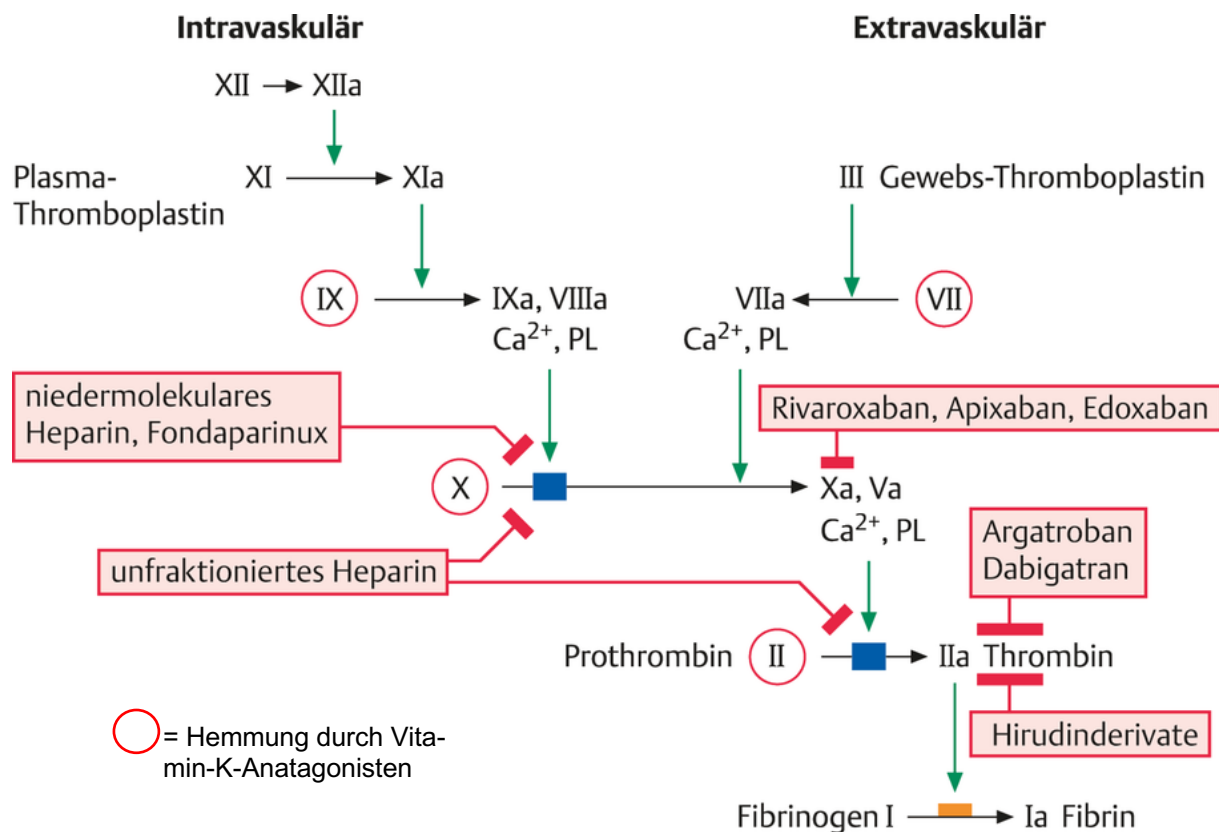 Intravaskulär
Extravaskulär
XII XIIa
Plasma-
Thromboplastin
XI XIa
III Gewebs-Thromboplastin
IX IXa, VIIIa
Ca²⁺, PL
VIIa VII
Ca²⁺, PL
niedermolekulares
Heparin, Fondaparinux
Rivaroxaban, Apixaban, Edoxaban
X Xa, Va
Ca²⁺, PL
unfraktioniertes Heparin
Argatroban
Dabigatran
Prothrombin II IIa Thrombin
Hirudinderivate
= Hemmung durch Vita-
min-K-Anatagonisten
Fibrinogen I Ia Fibrin